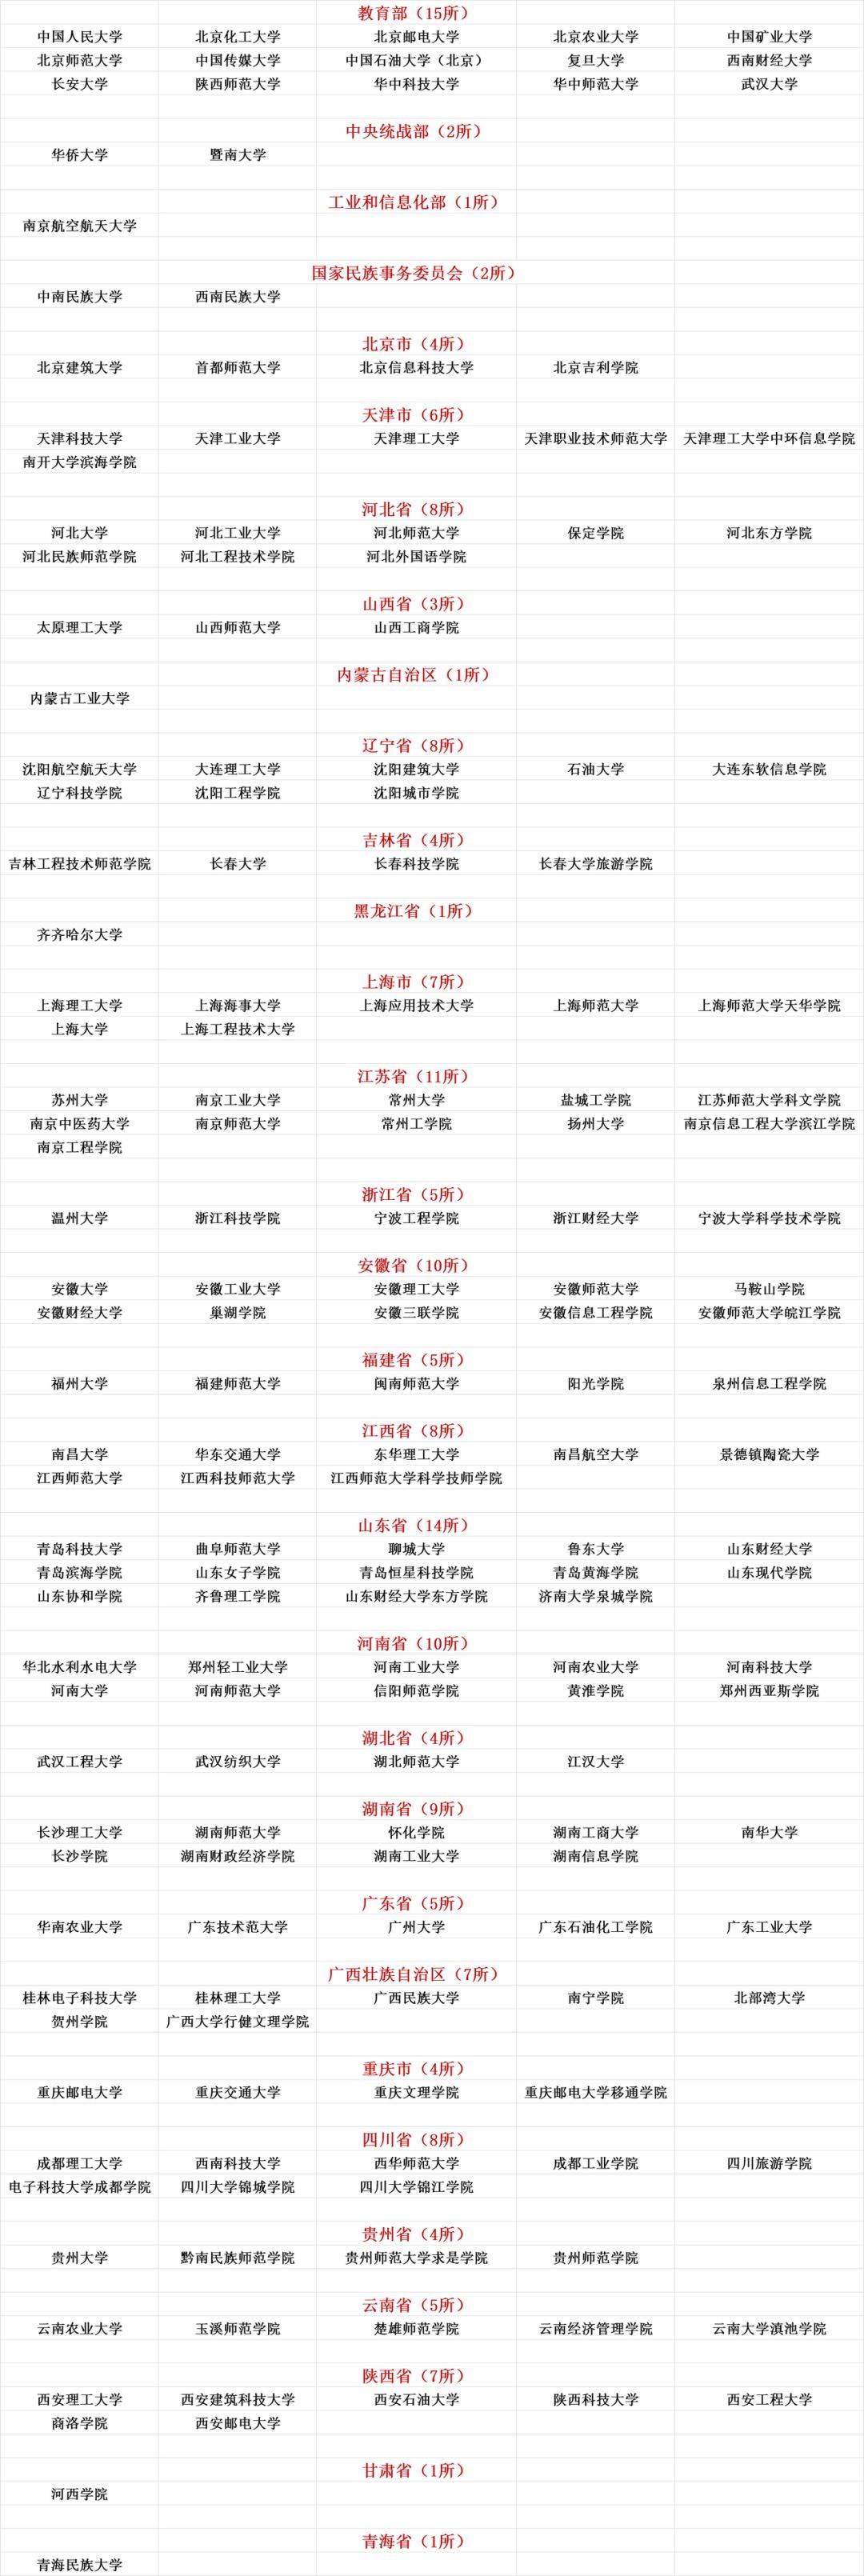 教育部（15所）
中国人民大学 北京化工大学 北京邮电大学 北京农业大学 中国矿业大学
北京师范大学 中国传媒大学 中国石油大学（北京） 复旦大学 西南财经大学
长安大学 陕西师范大学 华中科技大学 华中师范大学 武汉大学
中央统战部（2所）
华侨大学 暨南大学
工业和信息化部（1所）
南京航空航天大学
国家民族事务委员会（2所）
中南民族大学 西南民族大学
北京市（4所）
北京建筑大学 首都师范大学 北京信息科技大学 北京吉利学院
天津市（6所）
天津科技大学 天津工业大学 天津理工大学 天津职业技术师范大学 天津理工大学中环信息学院
南开大学滨海学院
河北省（8所）
河北大学 河北工业大学 河北师范大学 保定学院 河北东方学院
河北民族师范学院 河北工程技术学院 河北外国语学院
山西省（3所）
太原理工大学 山西师范大学 山西工商学院
内蒙古自治区（1所）
内蒙古工业大学
辽宁省（8所）
沈阳航空航天大学 大连理工大学 沈阳建筑大学 石油大学 大连东软信息学院
辽宁科技学院 沈阳工程学院 沈阳城市学院
吉林省（4所）
吉林工程技术师范学院 长春大学 长春科技学院 长春大学旅游学院
黑龙江省（1所）
齐齐哈尔大学
上海市（7所）
上海理工大学 上海海事大学 上海应用技术大学 上海师范大学 上海师范大学天华学院
上海大学 上海工程技术大学
江苏省（11所）
苏州大学 南京工业大学 常州大学 盐城工学院 江苏师范大学科文学院
南京中医药大学 南京师范大学 常州工学院 扬州大学 南京信息工程大学滨江学院
南京工程学院
浙江省（5所）
温州大学 浙江科技学院 宁波工程学院 浙江财经大学 宁波大学科学技术学院
安徽省（10所）
安徽大学 安徽工业大学 安徽理工大学 安徽师范大学 马鞍山学院
安徽财经大学 巢湖学院 安徽三联学院 安徽信息工程学院 安徽师范大学皖江学院
福建省（5所）
福州大学 福建师范大学 闽南师范大学 阳光学院 泉州信息工程学院
江西省（8所）
南昌大学 华东交通大学 东华理工大学 南昌航空大学 景德镇陶瓷大学
江西师范大学 江西科技师范大学 江西师范大学科学技师学院
山东省（14所）
青岛科技大学 曲阜师范大学 聊城大学 鲁东大学 山东财经大学
青岛滨海学院 山东女子学院 青岛恒星科技学院 青岛黄海学院 山东现代学院
山东协和学院 齐鲁理工学院 山东财经大学东方学院 济南大学泉城学院
河南省（10所）
华北水利水电大学 郑州轻工业大学 河南工业大学 河南农业大学 河南科技大学
河南大学 河南师范大学 信阳师范学院 黄淮学院 郑州西亚斯学院
湖北省（4所）
武汉工程大学 武汉纺织大学 湖北师范大学 江汉大学
湖南省（9所）
长沙理工大学 湖南师范大学 怀化学院 湖南工商大学 南华大学
长沙学院 湖南财政经济学院 湖南工业大学 湖南信息学院
广东省（5所）
华南农业大学 广东技术范大学 广州大学 广东石油化工学院 广东工业大学
广西壮族自治区（7所）
桂林电子科技大学 桂林理工大学 广西民族大学 南宁学院 北部湾大学
贺州学院 广西大学行健文理学院
重庆市（4所）
重庆邮电大学 重庆交通大学 重庆文理学院 重庆邮电大学移通学院
四川省（8所）
成都理工大学 西南科技大学 西华师范大学 成都工业学院 四川旅游学院
电子科技大学成都学院 四川大学锦城学院 四川大学锦江学院
贵州省（4所）
贵州大学 黔南民族师范学院 贵州师范大学求是学院 贵州师范学院
云南省（5所）
云南农业大学 玉溪师范学院 楚雄师范学院 云南经济管理学院 云南大学滇池学院
陕西省（7所）
西安理工大学 西安建筑科技大学 西安石油大学 陕西科技大学 西安工程大学
商洛学院 西安邮电大学
甘肃省（1所）
河西学院
青海省（1所）
青海民族大学